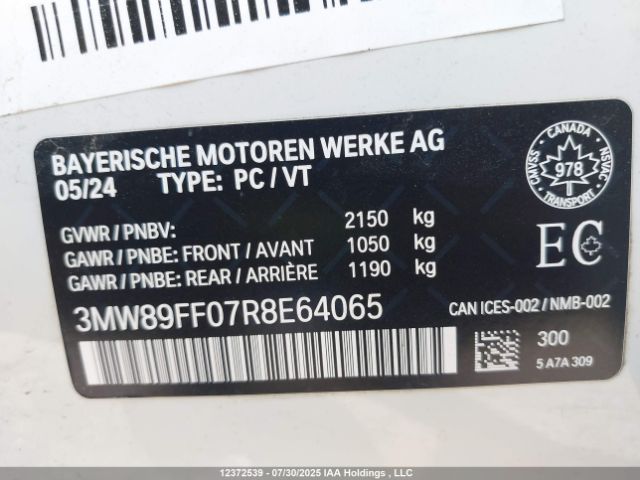 BAYERISCHE MOTOREN WERKE AG
05/24 TYPE: PC / VT
GVWR / PNBV: 2150 kg
GAWR / PNBE: FRONT / AVANT 1050 kg
GAWR / PNBE: REAR / ARRIÈRE 1190 kg
3MW89FF07R8E64065
CANADA
CMVSS
978
NSVAC
TRANSPORT
EC
CAN ICES-002 / NMB-002
300
5 A7A 309
12372539 - 07/30/2025 IAA Holdings , LLC